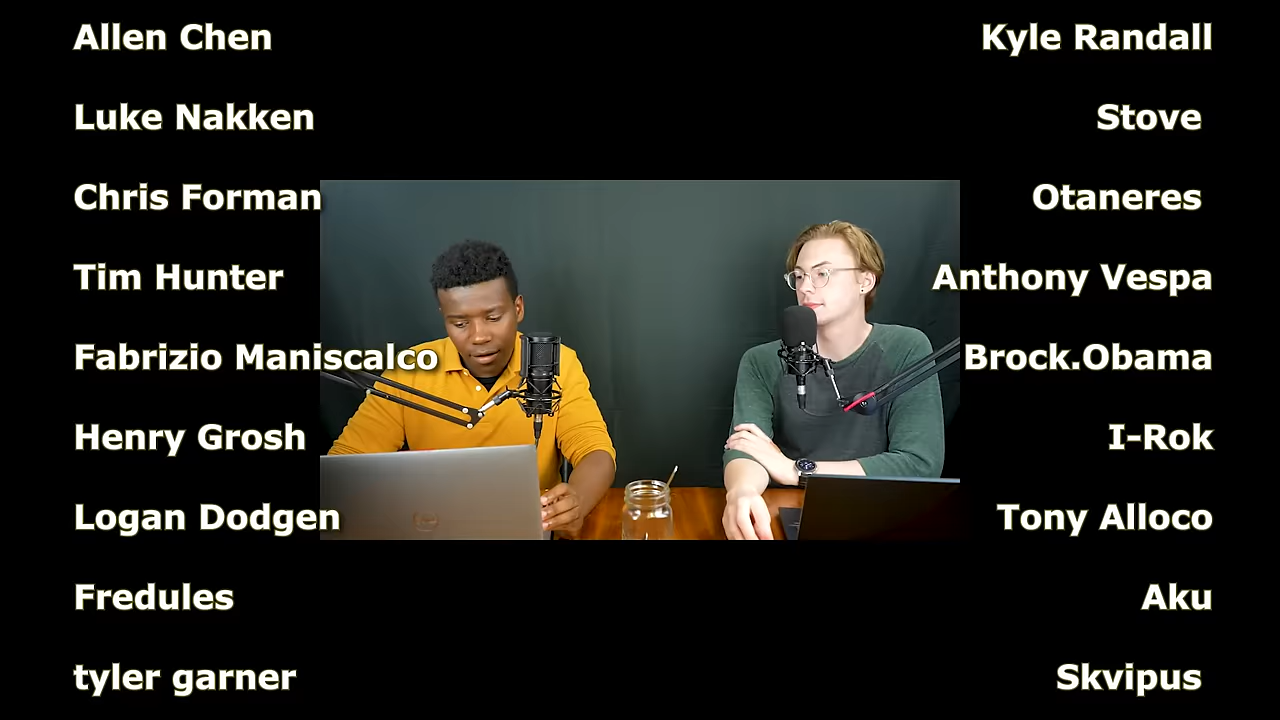 Allen Chen
Kyle Randall
Luke Nakken
Stove
Chris Forman
Otaneres
Tim Hunter
Anthony Vespa
Fabrizio Maniscalco
Brock.Obama
Henry Grosh
I-Rok
Logan Dodgen
Tony Alloco
Fredules
Aku
tyler garner
Skvipus